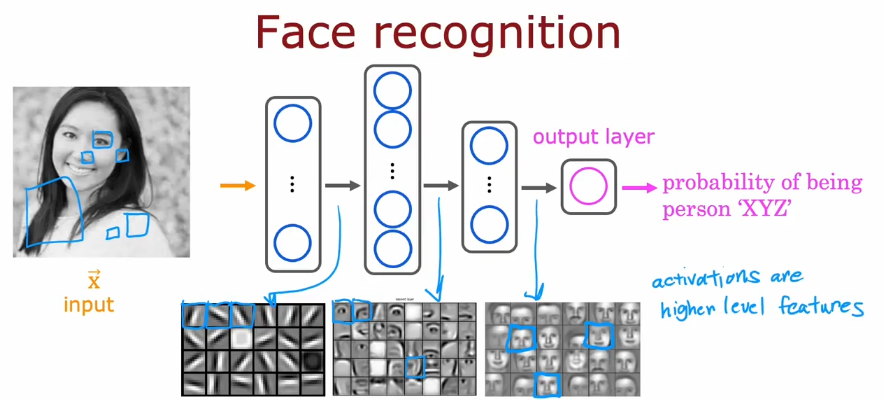 Face recognition
output layer
probability of being
person ‘XYZ’
x⃗
input
activations are
higher level features